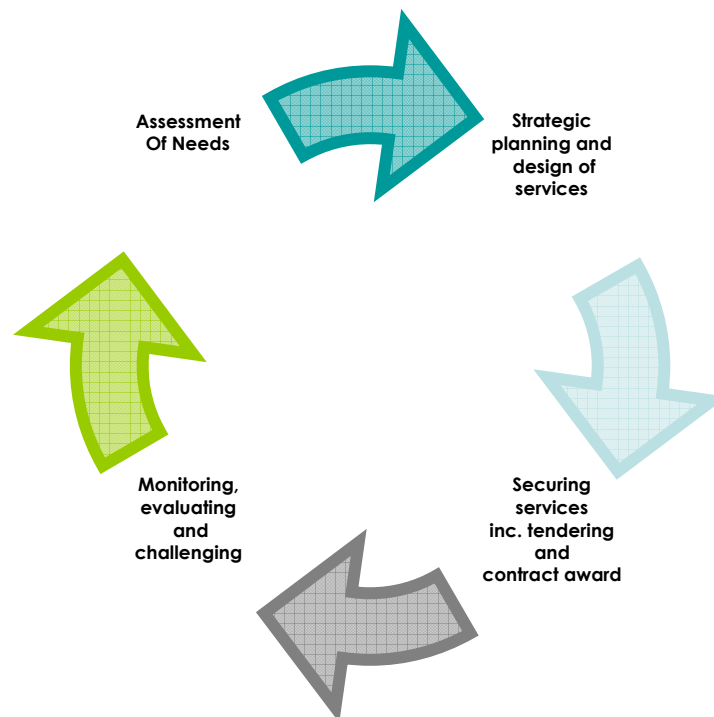 Assessment
Of Needs
Strategic
planning and
design of
services
Securing
services
inc. tendering
and
contract award
Monitoring,
evaluating
and
challenging